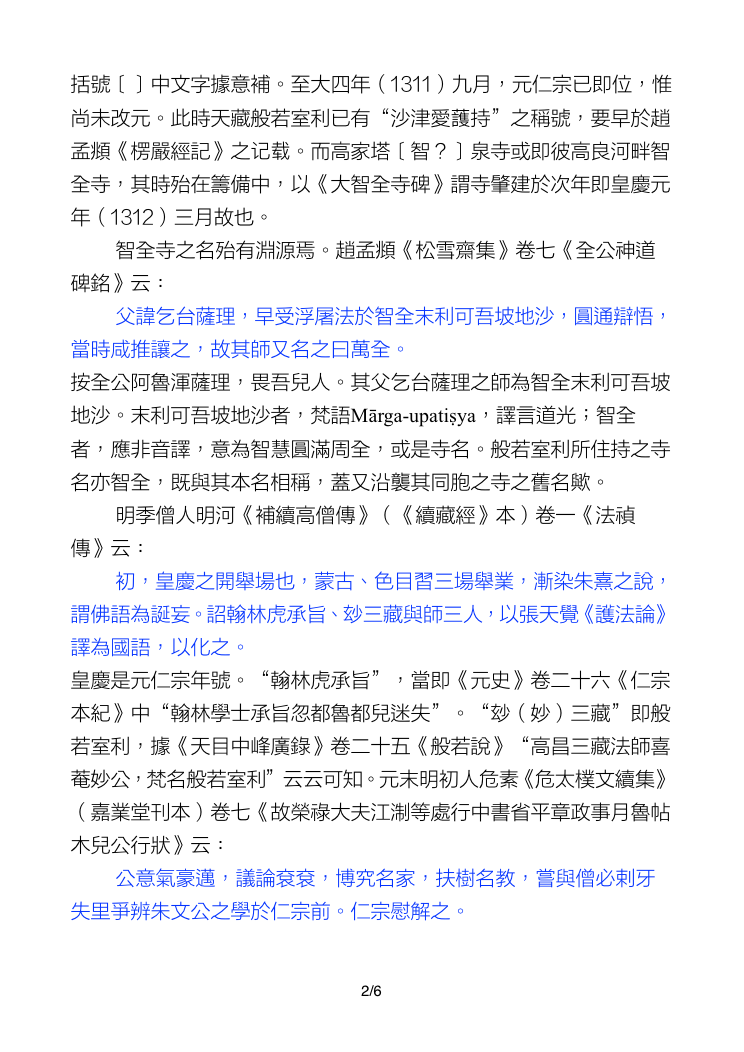 括號〔 〕中文字據意補。至大四年（1311）九月，元仁宗已即位，惟
尚未改元。此時天藏般若室利已有“沙津愛護持”之稱號，要早於趙
孟頫《楞嚴經記》之记载。而高家塔〔智？〕泉寺或即彼高良河畔智
全寺，其時殆在籌備中，以《大智全寺碑》謂寺肇建於次年即皇慶元
年（1312）三月故也。
智全寺之名殆有淵源焉。趙孟頫《松雪齋集》卷七《全公神道
碑銘》云：
父諱乞台薩理，早受浮屠法於智全末利可吾坡地沙，圓通辯悟，
當時咸推讓之，故其師又名之曰萬全。
按全公阿魯渾薩理，畏吾兒人。其父乞台薩理之師為智全末利可吾坡
地沙。末利可吾坡地沙者，梵語Mārga-upatiṣya，譯言道光；智全
者，應非音譯，意為智慧圓滿周全，或是寺名。般若室利所住持之寺
名亦智全，既與其本名相稱，蓋又沿襲其同胞之寺之舊名歟。
明季僧人明河《補續高僧傳》（《續藏經》本）卷一《法禎
傳》云：
初，皇慶之開舉場也，蒙古、色目習三場舉業，漸染朱熹之說，
謂佛語為誕妄。詔翰林虎承旨、玅三藏與師三人，以張天覺《護法論》
譯為國語，以化之。
皇慶是元仁宗年號。“翰林虎承旨”，當即《元史》卷二十六《仁宗
本紀》中“翰林學士承旨忽都魯都兒迷失”。“玅（妙）三藏”即般
若室利，據《天目中峰廣錄》卷二十五《般若說》“高昌三藏法師喜
菴妙公，梵名般若室利”云云可知。元末明初人危素《危太樸文續集》
（嘉業堂刊本）卷七《故榮祿大夫江淛等處行中書省平章政事月魯帖
木兒公行狀》云：
公意氣豪邁，議論袞袞，博究名家，扶樹名教，嘗與僧必剌牙
失里爭辨朱文公之學於仁宗前。仁宗慰解之。
2/6